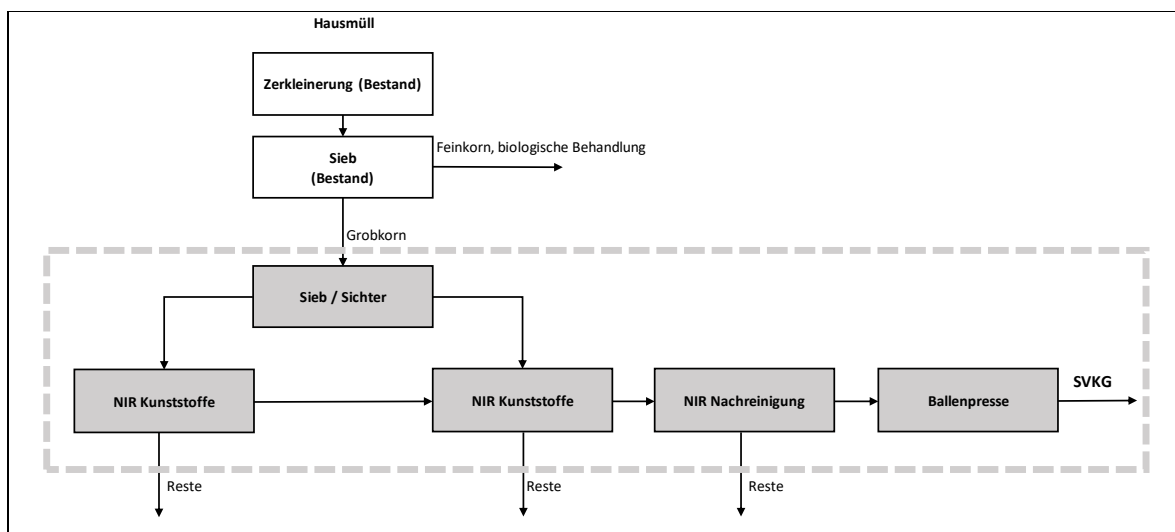 Hausmüll
Zerkleinerung (Bestand)
Sieb
(Bestand)
Feinkorn, biologische Behandlung
Grobkorn
Sieb / Sichter
NIR Kunststoffe
NIR Kunststoffe
NIR Nachreinigung
Ballenpresse
SVKG
Reste
Reste
Reste